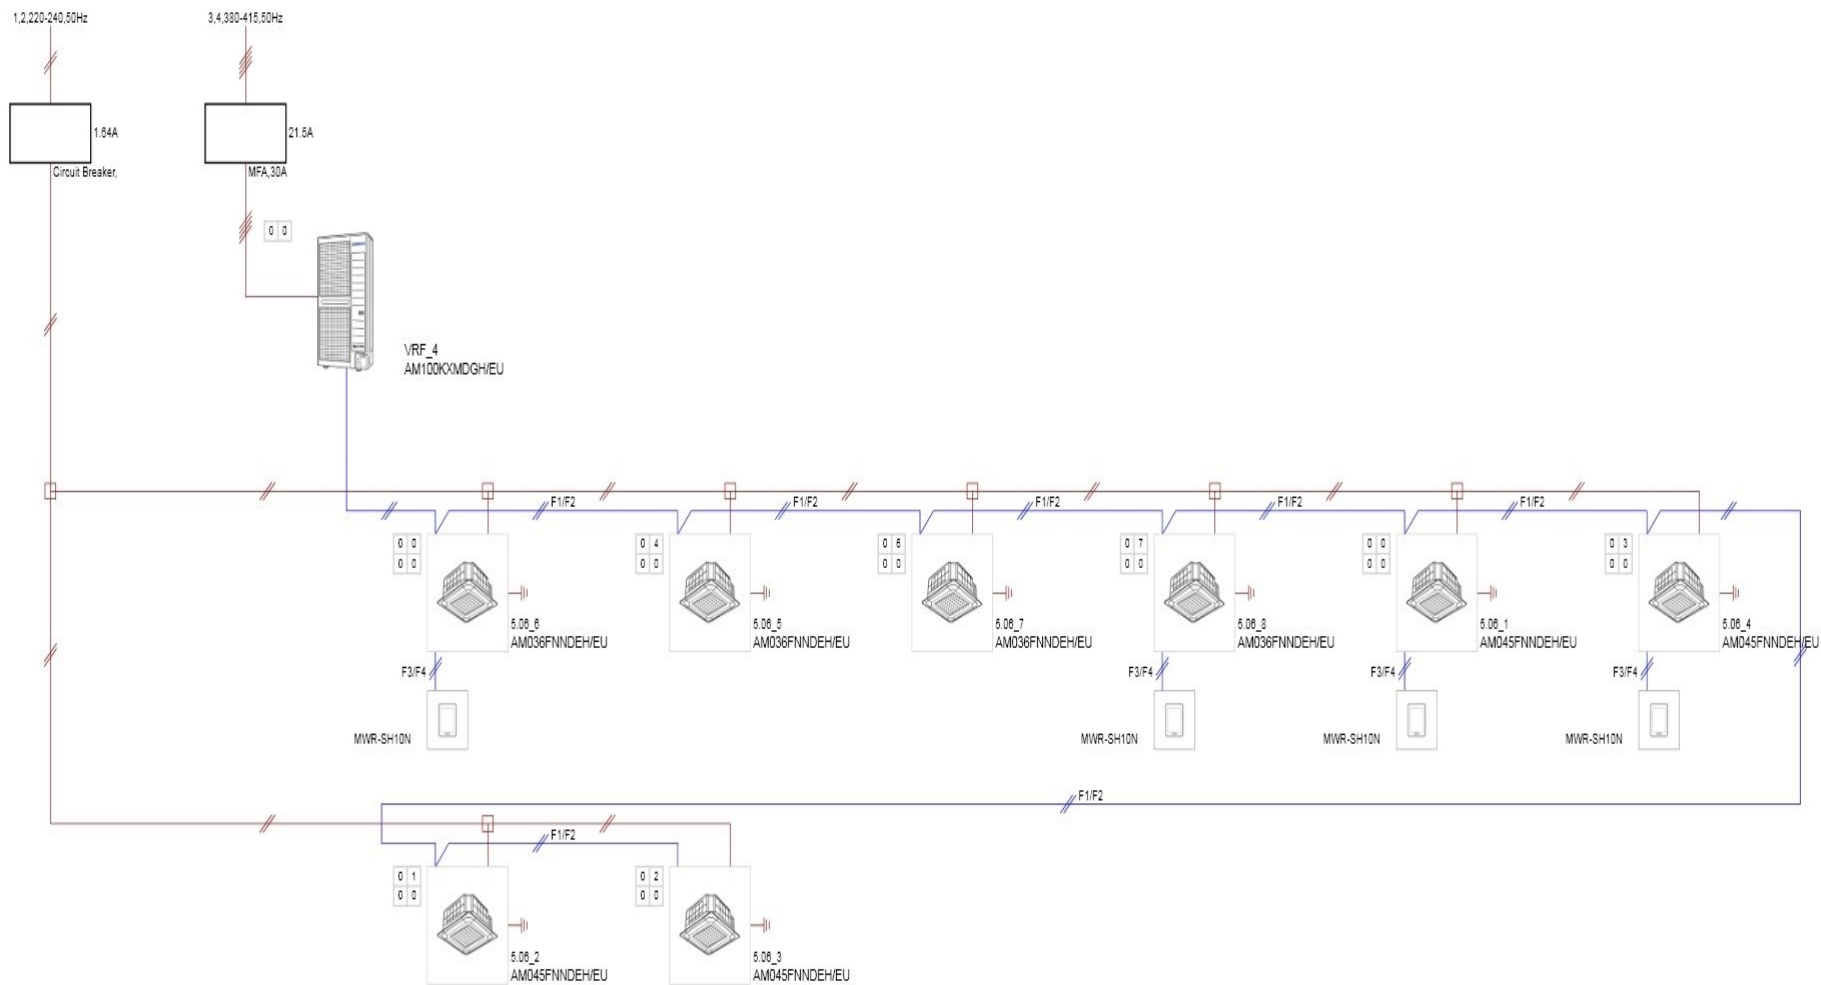 1,2,220-240,50Hz
3,4,380-415,50Hz
1.64A
21.5A
Circuit Breaker,
MFA,30A
0 0
VRF_4
AM100KXMDGH/EU
F1/F2
F1/F2
F1/F2
F1/F2
F1/F2
0 0
0 0
0 4
0 0
0 6
0 0
0 7
0 0
0 0
0 0
0 3
0 0
5.06_6
AM036FNNDEH/EU
5.06_5
AM036FNNDEH/EU
5.06_7
AM036FNNDEH/EU
5.06_8
AM036FNNDEH/EU
5.06_1
AM045FNNDEH/EU
5.06_4
AM045FNNDEH/EU
F3/F4
F3/F4
F3/F4
F3/F4
MWR-SH10N
MWR-SH10N
MWR-SH10N
MWR-SH10N
F1/F2
F1/F2
0 1
0 0
0 2
0 0
5.06_2
AM045FNNDEH/EU
5.06_3
AM045FNNDEH/EU